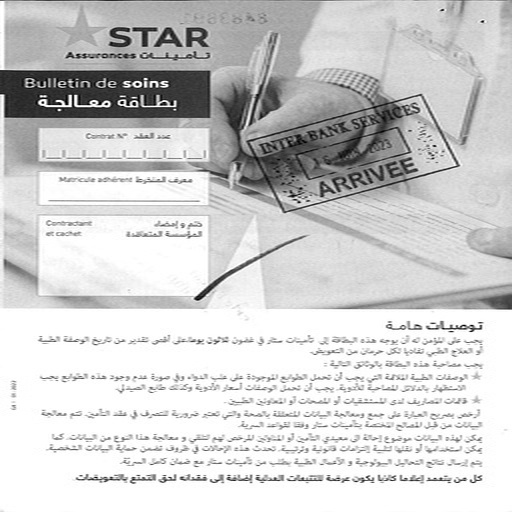 STAR
Assurances تأمينات
Bulletin de soins
بطاقة معالجة
Contrat N° عدد العقد
Matricule adhérent معرف المنخرط
Contractant et cachet
ختم و إمضاء المؤسسة المتعاقدة
INTER BANK SERVICES
2023
ARRIVEE
توصيات هامة
يجب على المؤمن له أن يوجه هذه البطاقة إلى تأمينات ستار في غضون ثلاثون يوما على أقصى تقدير من تاريخ الوصفة الطبية
أو العلاج الطبي تفاديا لكل حرمان من التعويض.
يجب مصاحبة هذه البطاقة بالوثائق التالية :
الوصفات الطبية الملائمة التي يجب أن تحمل الطوابع الموجودة على علب الدواء وفي صورة عدم وجود هذه الطوابع يجب
الاستظهار بالدلائل المصاحبة للأدوية. يجب أن تحمل الوصفات أسعار الأدوية وكذلك طابع الصيدلي.
قائمات المصاريف لدى المستشفيات أو المصحات أو المعاونين الطبيين.
أرخص بصريح العبارة على جمع ومعالجة البيانات المتعلقة بالصحة والتي تعتبر ضرورية للتصرف في عقد التأمين. تتم معالجة
البيانات من قبل المصالح المختصة بتأمينات ستار وفقا لقواعد السرية.
يمكن لهذه البيانات موضوع إحالة الى معيدي التأمين أو المناولين المرخص لهم لتلقي و معالجة هذا النوع من البيانات. كما
يمكن استخدامها أو نقلها لتلبية إلتزامات قانونية وترتيبية. تحدث هذه الإحالات في ظروف تضمن حماية البيانات الشخصية.
يتم إرسال نتائج التحاليل البيولوجية و الأعمال الطبية بطلب من تأمينات ستار مع ضمان كامل السرية.
كل من يتعمد إعلاما كاذبا يكون عرضة للتتبعات العدلية إضافة إلى فقدانه لحق التمتع بالتعويضات.